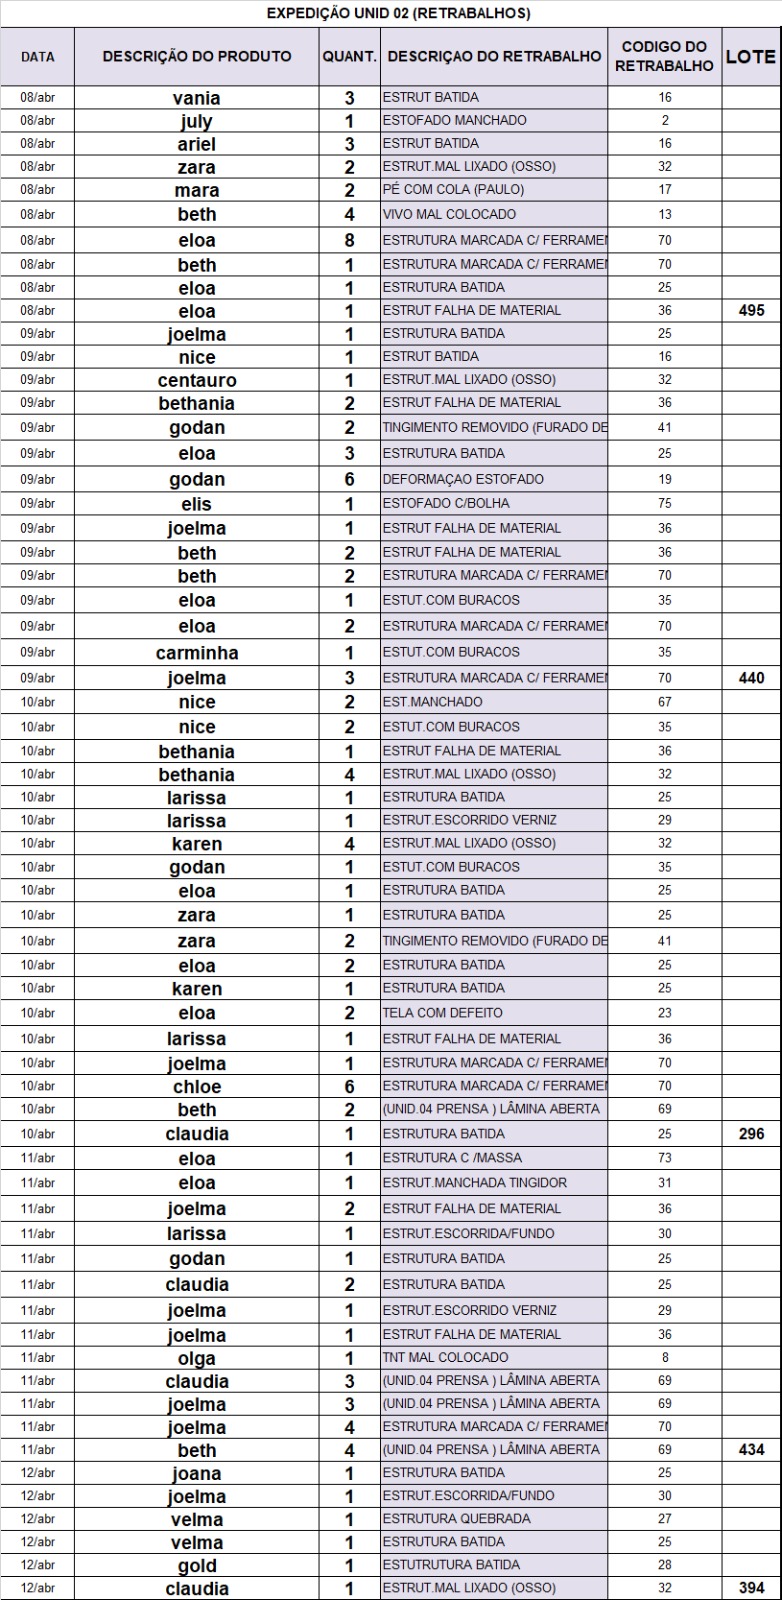 EXPEDIÇÃO UNID 02 (RETRABALHOS)
DATA DESCRIÇÃO DO PRODUTO QUANT. DESCRIÇAO DO RETRABALHO CODIGO DO RETRABALHO LOTE
08/abr vania 3 ESTRUT BATIDA 16
08/abr july 1 ESTOFADO MANCHADO 2
08/abr ariel 3 ESTRUT BATIDA 16
08/abr zara 2 ESTRUT.MAL LIXADO (OSSO) 32
08/abr mara 2 PÉ COM COLA (PAULO) 17
08/abr beth 4 VIVO MAL COLOCADO 13
08/abr eloa 8 ESTRUTURA MARCADA C/ FERRAMEN 70
08/abr beth 1 ESTRUTURA MARCADA C/ FERRAMEN 70
08/abr eloa 1 ESTRUTURA BATIDA 25
08/abr eloa 1 ESTRUT FALHA DE MATERIAL 36 495
09/abr joelma 1 ESTRUTURA BATIDA 25
09/abr nice 1 ESTRUT BATIDA 16
09/abr centauro 1 ESTRUT.MAL LIXADO (OSSO) 32
09/abr bethania 2 ESTRUT FALHA DE MATERIAL 36
09/abr godan 2 TINGIMENTO REMOVIDO (FURADO DE 41
09/abr eloa 3 ESTRUTURA BATIDA 25
09/abr godan 6 DEFORMAÇAO ESTOFADO 19
09/abr elis 1 ESTOFADO C/BOLHA 75
09/abr joelma 1 ESTRUT FALHA DE MATERIAL 36
09/abr beth 2 ESTRUT FALHA DE MATERIAL 36
09/abr beth 2 ESTRUTURA MARCADA C/ FERRAMEN 70
09/abr eloa 1 ESTUT.COM BURACOS 35
09/abr eloa 2 ESTRUTURA MARCADA C/ FERRAMEN 70
09/abr carminha 1 ESTUT.COM BURACOS 35
09/abr joelma 3 ESTRUTURA MARCADA C/ FERRAMEN 70 440
10/abr nice 2 EST.MANCHADO 67
10/abr nice 2 ESTUT.COM BURACOS 35
10/abr bethania 1 ESTRUT FALHA DE MATERIAL 36
10/abr bethania 4 ESTRUT.MAL LIXADO (OSSO) 32
10/abr larissa 1 ESTRUTURA BATIDA 25
10/abr larissa 1 ESTRUT.ESCORRIDO VERNIZ 29
10/abr karen 4 ESTRUT.MAL LIXADO (OSSO) 32
10/abr godan 1 ESTUT.COM BURACOS 35
10/abr eloa 1 ESTRUTURA BATIDA 25
10/abr zara 1 ESTRUTURA BATIDA 25
10/abr zara 2 TINGIMENTO REMOVIDO (FURADO DE 41
10/abr eloa 2 ESTRUTURA BATIDA 25
10/abr karen 1 ESTRUTURA BATIDA 25
10/abr eloa 2 TELA COM DEFEITO 23
10/abr larissa 1 ESTRUT FALHA DE MATERIAL 36
10/abr joelma 1 ESTRUTURA MARCADA C/ FERRAMEN 70
10/abr chloe 6 ESTRUTURA MARCADA C/ FERRAMEN 70
10/abr beth 2 (UNID.04 PRENSA ) LÂMINA ABERTA 69
10/abr claudia 1 ESTRUTURA BATIDA 25 296
11/abr eloa 1 ESTRUTURA C /MASSA 73
11/abr eloa 1 ESTRUT.MANCHADA TINGIDOR 31
11/abr joelma 2 ESTRUT FALHA DE MATERIAL 36
11/abr larissa 1 ESTRUT.ESCORRIDA/FUNDO 30
11/abr godan 1 ESTRUTURA BATIDA 25
11/abr claudia 2 ESTRUTURA BATIDA 25
11/abr joelma 1 ESTRUT.ESCORRIDO VERNIZ 29
11/abr joelma 1 ESTRUT FALHA DE MATERIAL 36
11/abr olga 1 TNT MAL COLOCADO 8
11/abr claudia 3 (UNID.04 PRENSA ) LÂMINA ABERTA 69
11/abr joelma 3 (UNID.04 PRENSA ) LÂMINA ABERTA 69
11/abr joelma 4 ESTRUTURA MARCADA C/ FERRAMEN 70
11/abr beth 4 (UNID.04 PRENSA ) LÂMINA ABERTA 69 434
12/abr joana 1 ESTRUTURA BATIDA 25
12/abr joelma 1 ESTRUT.ESCORRIDA/FUNDO 30
12/abr velma 1 ESTRUTURA QUEBRADA 27
12/abr velma 1 ESTRUTURA BATIDA 25
12/abr gold 1 ESTUTRUTURA BATIDA 28
12/abr claudia 1 ESTRUT.MAL LIXADO (OSSO) 32 394